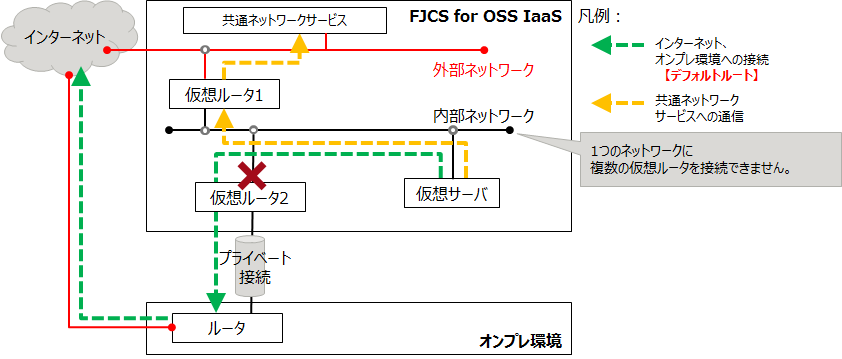 FJCS for OSS IaaS
共通ネットワークサービス
インターネット
外部ネットワーク
仮想ルータ1
内部ネットワーク
仮想ルータ2
仮想サーバ
プライベート
接続
ルータ
オンプレ環境
凡例：
インターネット、
オンプレ環境への接続
【デフォルトルート】
共通ネットワーク
サービスへの通信
1つのネットワークに
複数の仮想ルータを接続できません。